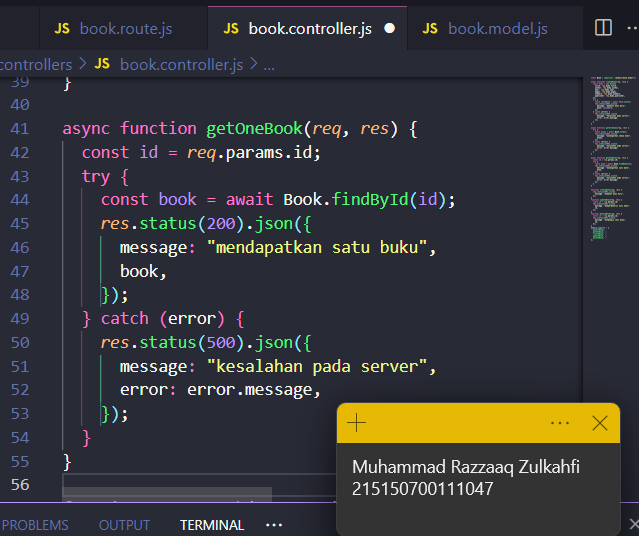 JS book.route.js JS book.controller.js JS book.model.js
controllers > JS book.controller.js > ...
39 }
40
41 async function getOneBook(req, res) {
42 const id = req.params.id;
43 try {
44 const book = await Book.findById(id);
45 res.status(200).json({
46 message: "mendapatkan satu buku",
47 book,
48 });
49 } catch (error) {
50 res.status(500).json({
51 message: "kesalahan pada server",
52 error: error.message,
53 });
54 }
55 }
56
Muhammad Razzaaq Zulkahfi
215150700111047
PROBLEMS OUTPUT TERMINAL ...